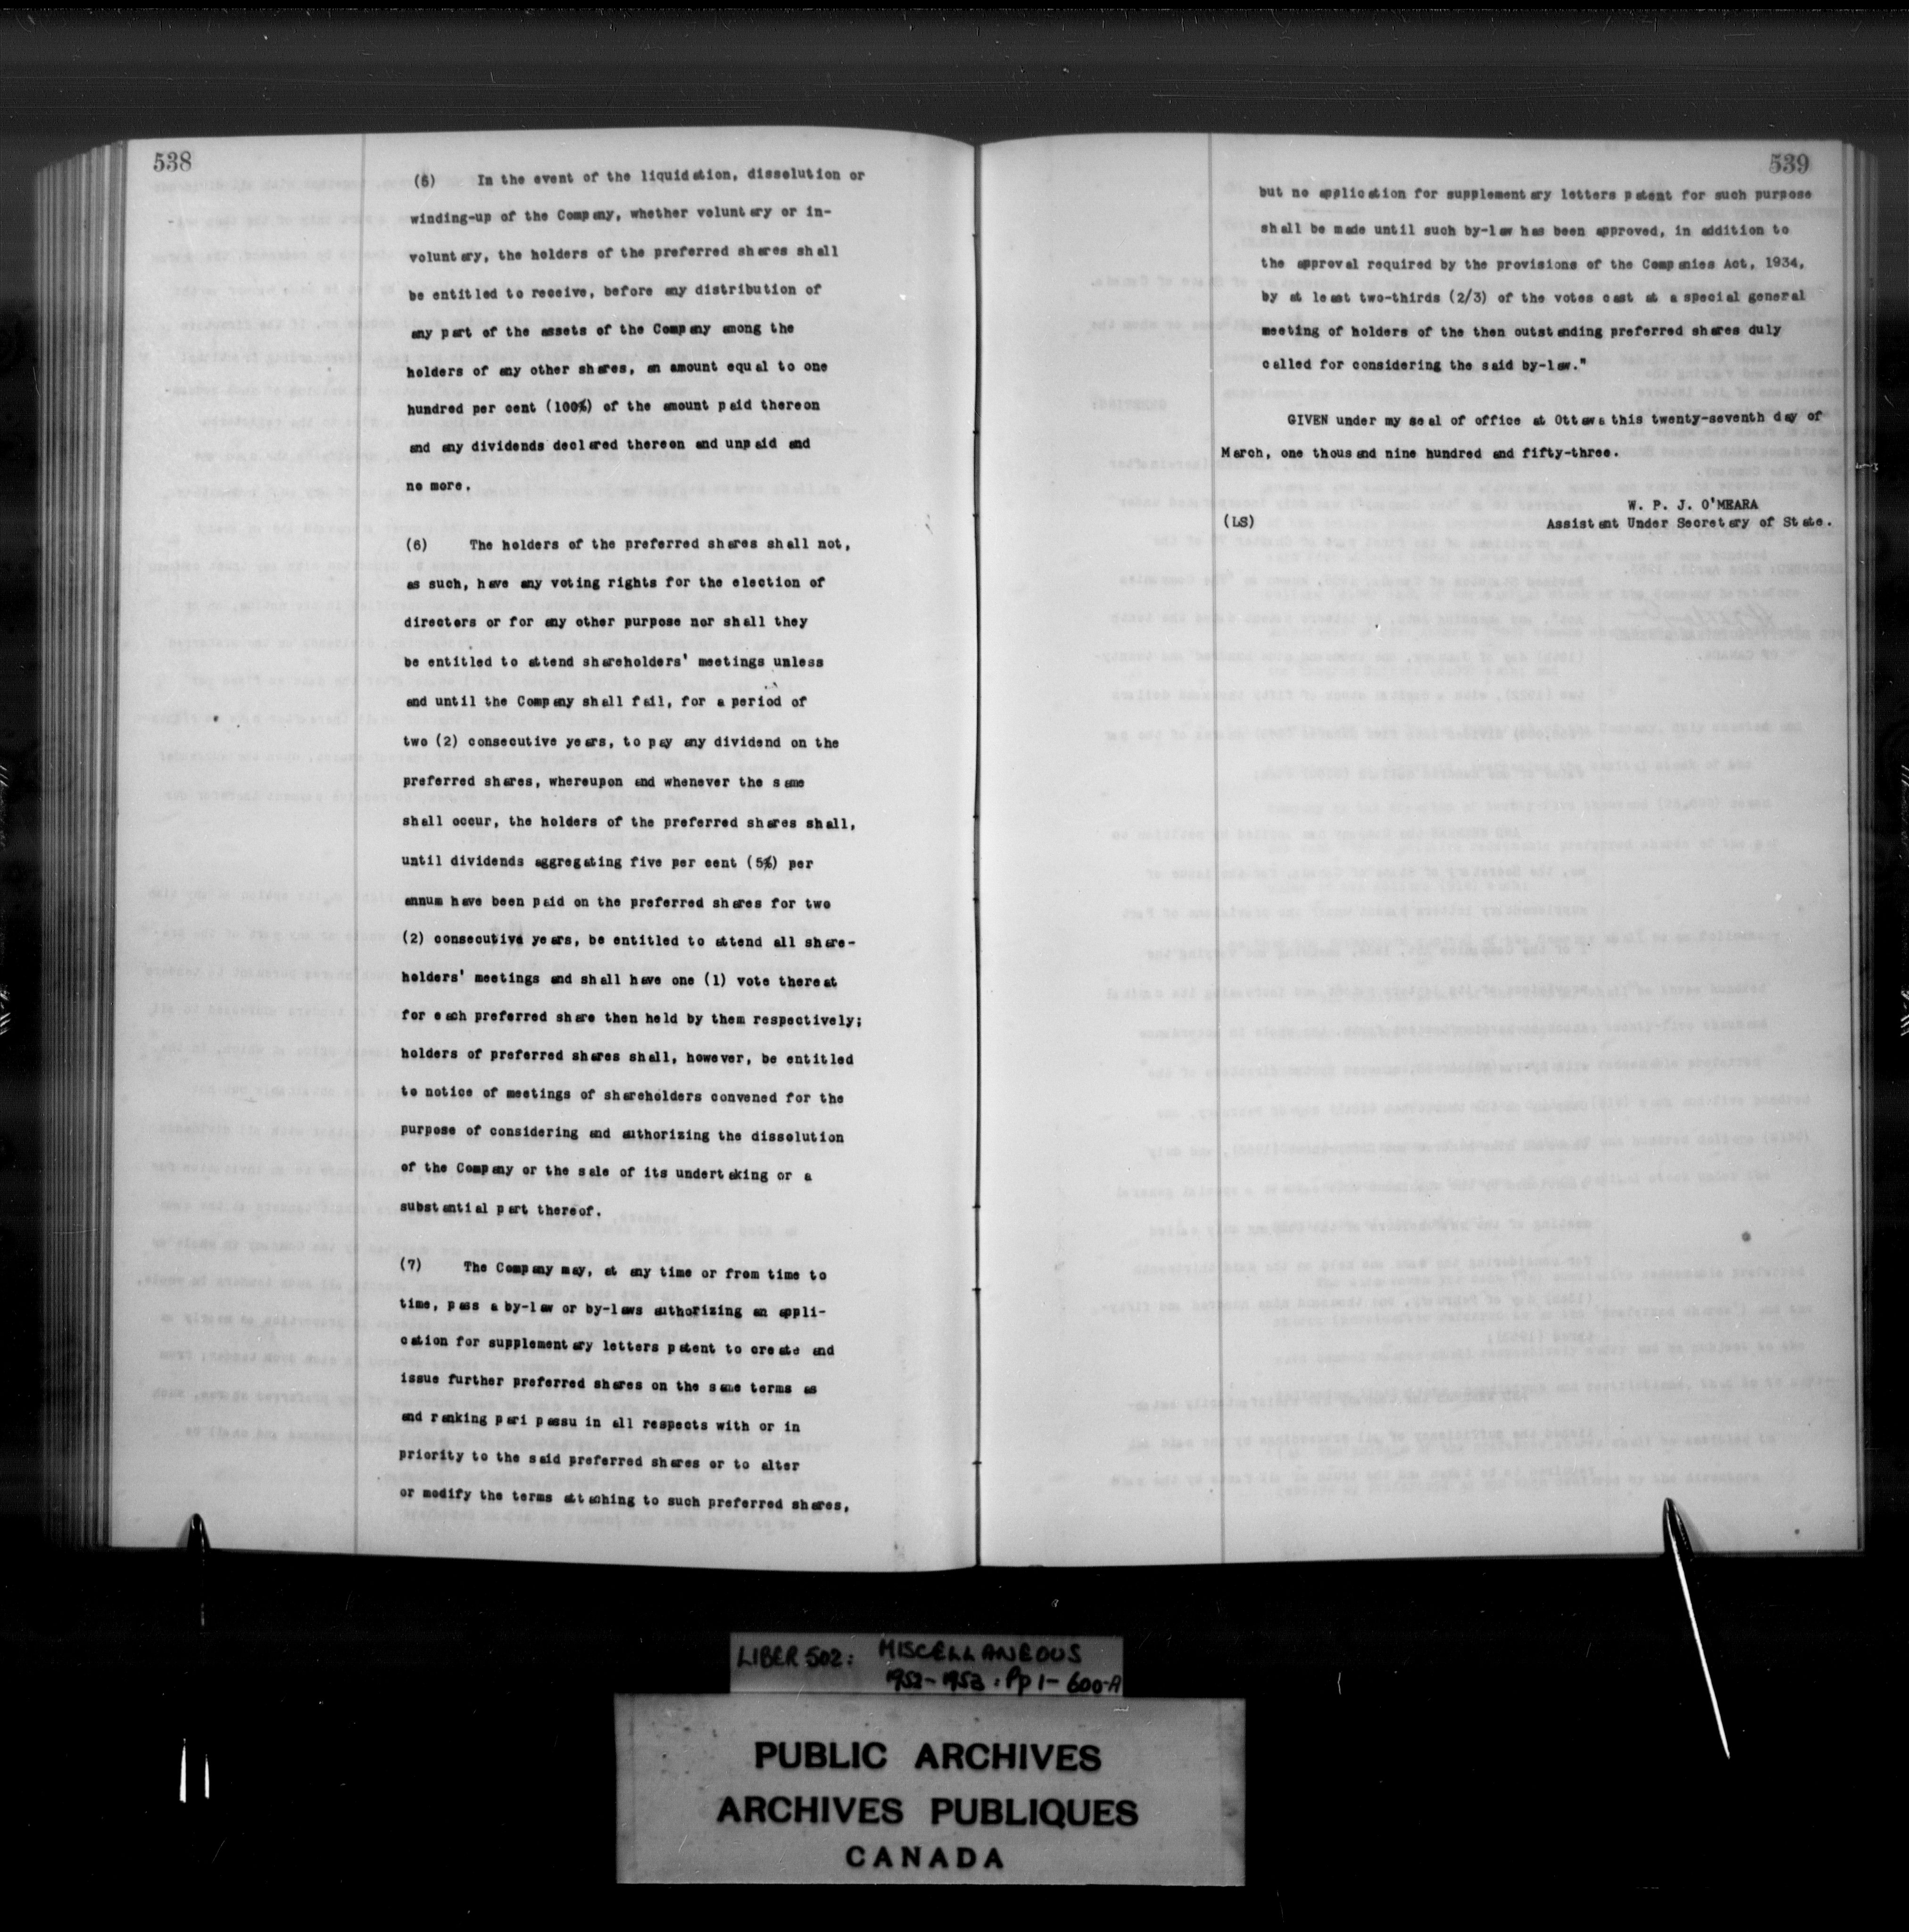 538
(5) In the event of the liquidation, dissolution or
winding-up of the Company, whether voluntary or in-
voluntary, the holders of the preferred shares shall
be entitled to receive, before any distribution of
any part of the assets of the Company among the
holders of any other shares, an amount equal to one
hundred per cent (100%) of the amount paid thereon
and any dividends declared thereon and unpaid and
no more.
(6) The holders of the preferred shares shall not,
as such, have any voting rights for the election of
directors or for any other purpose nor shall they
be entitled to attend shareholders' meetings unless
and until the Company shall fail, for a period of
two (2) consecutive years, to pay any dividend on the
preferred shares, whereupon and whenever the same
shall occur, the holders of the preferred shares shall,
until dividends aggregating five per cent (5%) per
annum have been paid on the preferred shares for two
(2) consecutive years, be entitled to attend all share-
holders' meetings and shall have one (1) vote thereat
for each preferred share then held by them respectively;
holders of preferred shares shall, however, be entitled
to notice of meetings of shareholders convened for the
purpose of considering and authorizing the dissolution
of the Company or the sale of its undertaking or a
substantial part thereof.
(7) The Company may, at any time or from time to
time, pass a by-law or by-laws authorizing an appli-
cation for supplementary letters patent to create and
issue further preferred shares on the same terms as
and ranking pari passu in all respects with or in
priority to the said preferred shares or to alter
or modify the terms attaching to such preferred shares,
539
but no application for supplementary letters patent for such purpose
shall be made until such by-law has been approved, in addition to
the approval required by the provisions of the Companies Act, 1934,
by at least two-thirds (2/3) of the votes cast at a special general
meeting of holders of the then outstanding preferred shares duly
called for considering the said by-law."
GIVEN under my seal of office at Ottawa this twenty-seventh day of
March, one thousand nine hundred and fifty-three.
W. P. J. O'MEARA
(LS) Assistant Under Secretary of State.
LIBER 502: MISCELLANEOUS
1952-1953: Pp 1-600-A
PUBLIC ARCHIVES
ARCHIVES PUBLIQUES
CANADA